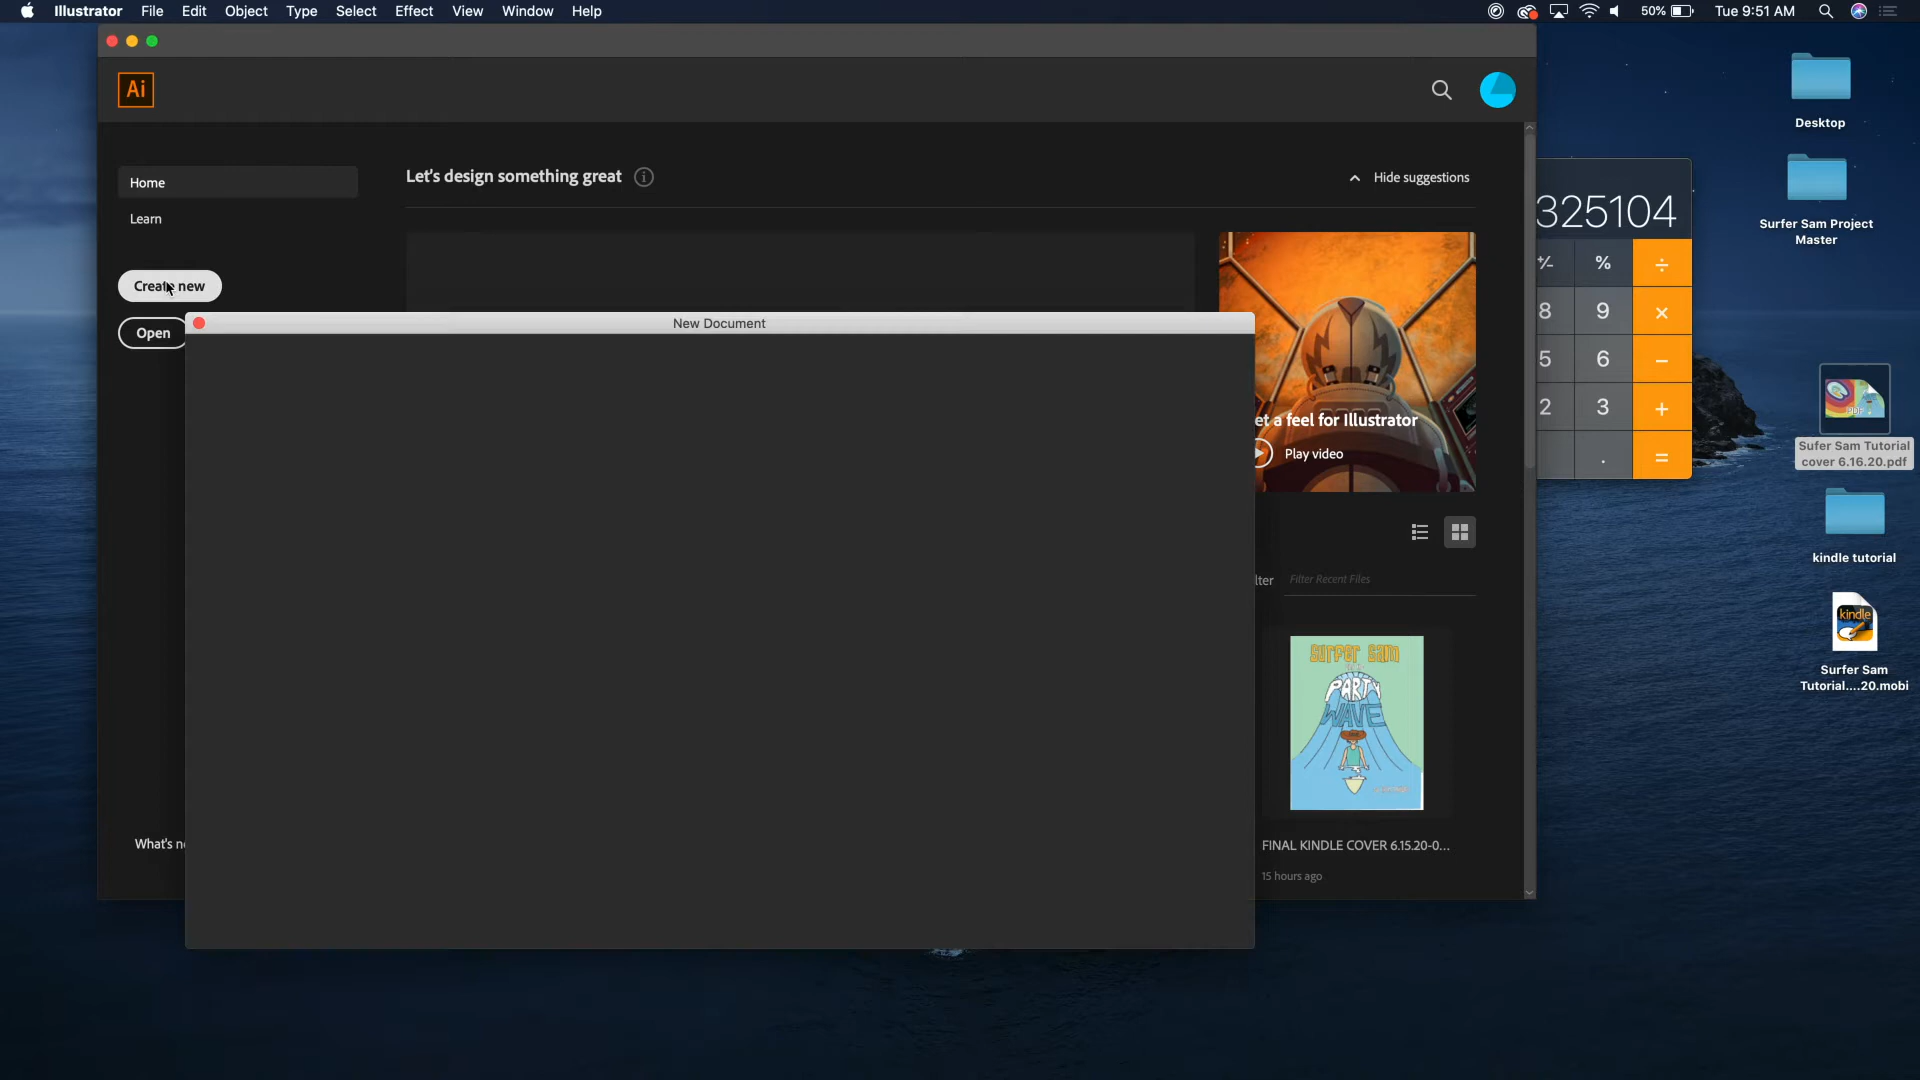 Illustrator File Edit Object Type Select Effect View Window Help
50% Tue 9:51 AM
Ai
Desktop
Surfer Sam Project
Master
Sufer Sam Tutorial
cover 6.16.20.pdf
kindle tutorial
kindle
Surfer Sam
Tutorial....20.mobi
Home
Learn
Create new
Open
What's n
Let's design something great
Hide suggestions
New Document
et a feel for Illustrator
Play video
lter Filter Recent Files
SURFER SAM
PARTY
WAVE
FINAL KINDLE COVER 6.15.20-0...
15 hours ago
325104
+/- % ÷
8 9 ×
5 6 −
2 3 +
. =
PDF